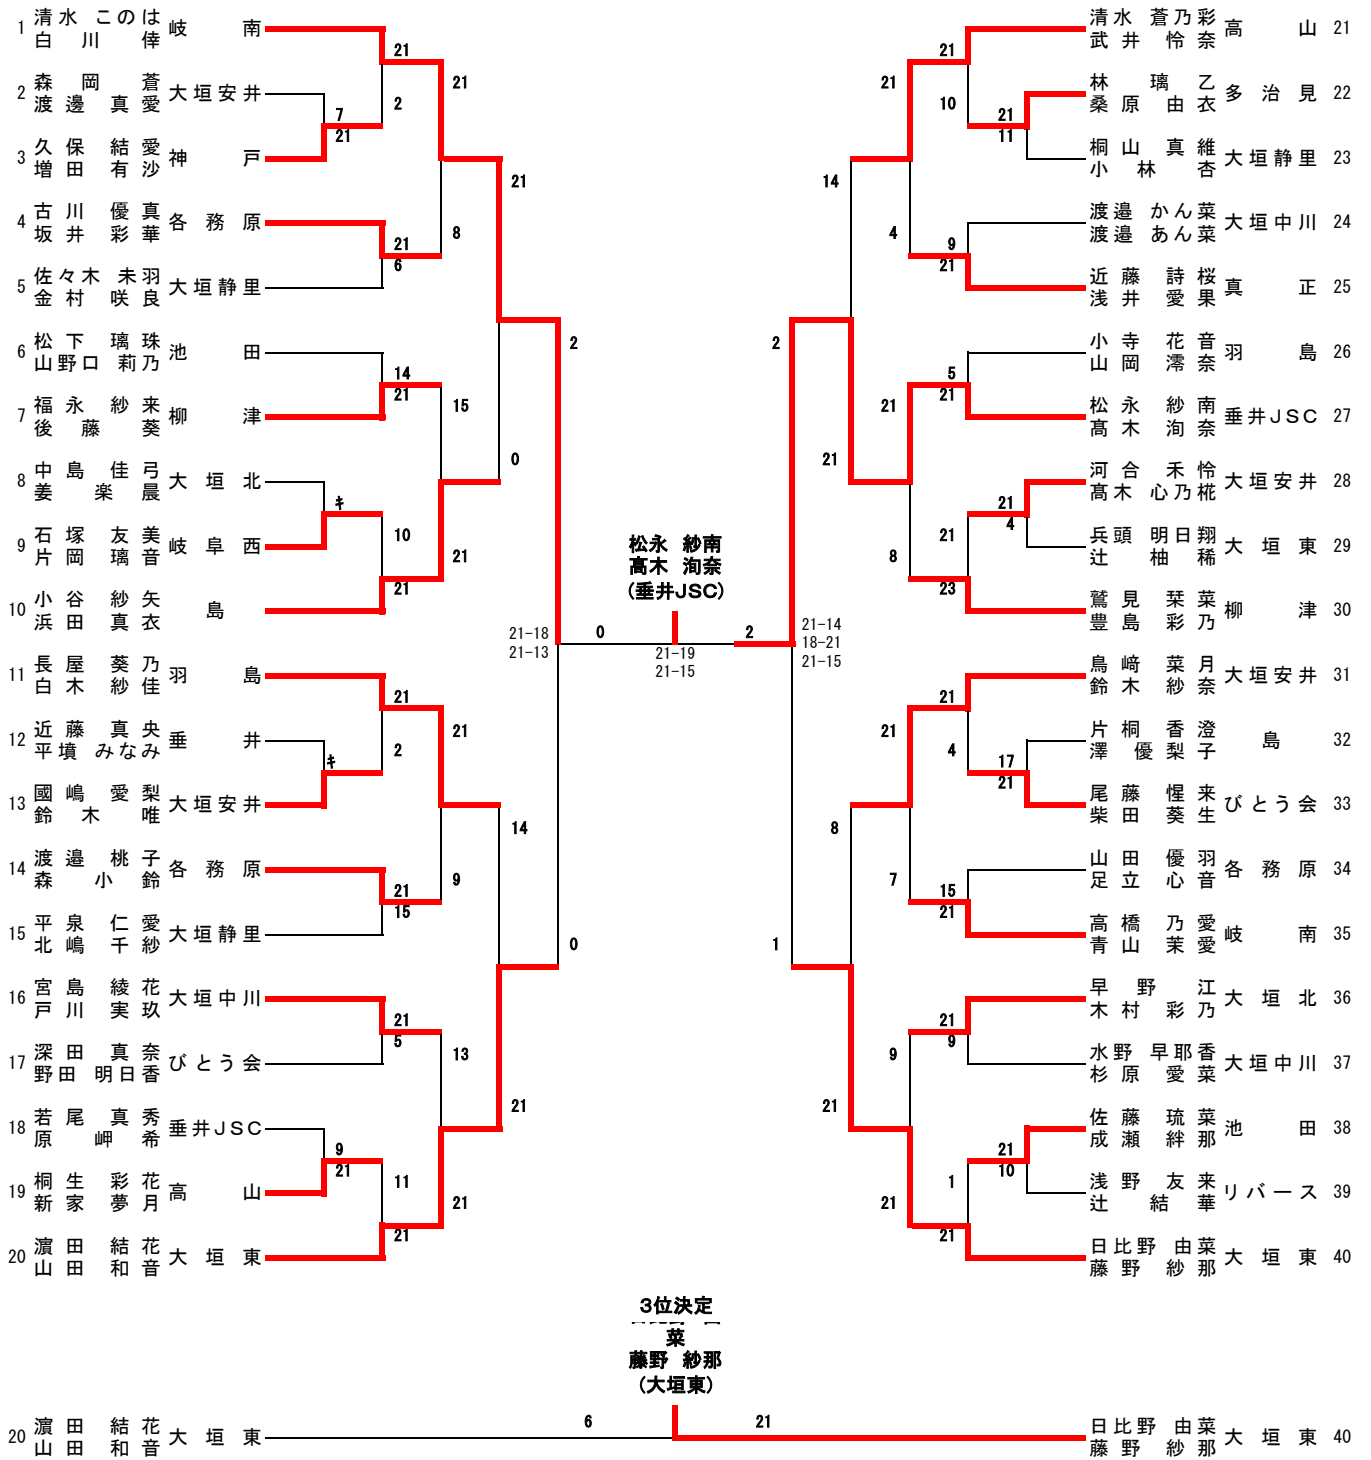 1 清水 このは 岐南
白川 倖
21
21
2 森岡 蒼 大垣安井
渡邊 真愛
7
2
21
3 久保 結愛 神戸
増田 有沙
21
4 古川 優真 各務原
坂井 彩華
21
8
6
5 佐々木 未羽 大垣静里
金村 咲良
6 松下 璃珠 池田
山野口 莉乃
2
14
21
15
7 福永 紗来 柳津
後藤 葵
0
8 中島 佳弓 大垣北
姜 楽晨
キ
10
21
9 石塚 友美 岐阜西
片岡 璃音
21
10 小谷 紗矢 島
浜田 真衣
11 長屋 葵乃 羽島
白木 紗佳
21
21
12 近藤 真央 垂井
平墳 みなみ
キ
2
13 國嶋 愛梨 大垣安井
鈴木 唯
14
14 渡邉 桃子 各務原
森 小鈴
21
9
15
15 平泉 仁愛 大垣静里
北嶋 千紗
0
16 宮島 綾花 大垣中川
戸川 実玖
21
5
13
17 深田 真奈 びとう会
野田 明日香
21
18 若尾 真秀 垂井JSC
原 岬希
9
21
11
21
19 桐生 彩花 高山
新家 夢月
21
20 濵田 結花 大垣東
山田 和音
松永 紗南
髙木 洵奈
(垂井JSC)
21-18
21-13
0
21-19
21-15
2
21-14
18-21
21-15
清水 蒼乃彩 高山 21
武井 怜奈
21
21
10
林 璃乙 多治見 22
桑原 由衣
21
11
桐山 真維 大垣静里 23
小林 杏
14
渡邉 かん菜 大垣中川 24
渡邉 あん菜
4
9
21
近藤 詩桜 真正 25
浅井 愛果
2
小寺 花音 羽島 26
山岡 澪奈
5
21
21
松永 紗南 垂井JSC 27
髙木 洵奈
21
河合 禾怜 大垣安井 28
髙木 心乃椛
21
4
21
兵頭 明日翔 大垣東 29
辻 柚稀
8
23
鷲見 栞菜 柳津 30
豊島 彩乃
鳥﨑 菜月 大垣安井 31
鈴木 紗奈
21
21
4
片桐 香澄 島 32
澤 優梨子
17
21
尾藤 惺来 びとう会 33
柴田 葵生
8
山田 優羽 各務原 34
足立 心音
7
15
21
高橋 乃愛 岐南 35
青山 茉愛
1
早野 江 大垣北 36
木村 彩乃
21
9
9
水野 早耶香 大垣中川 37
杉原 愛菜
21
佐藤 琉菜 池田 38
成瀬 絆那
21
10
1
浅野 友来 リバース 39
辻 結華
21
21
日比野 由菜 大垣東 40
藤野 紗那
3位決定
菜
藤野 紗那
(大垣東)
20 濵田 結花 大垣東
山田 和音
6
21
日比野 由菜 大垣東 40
藤野 紗那